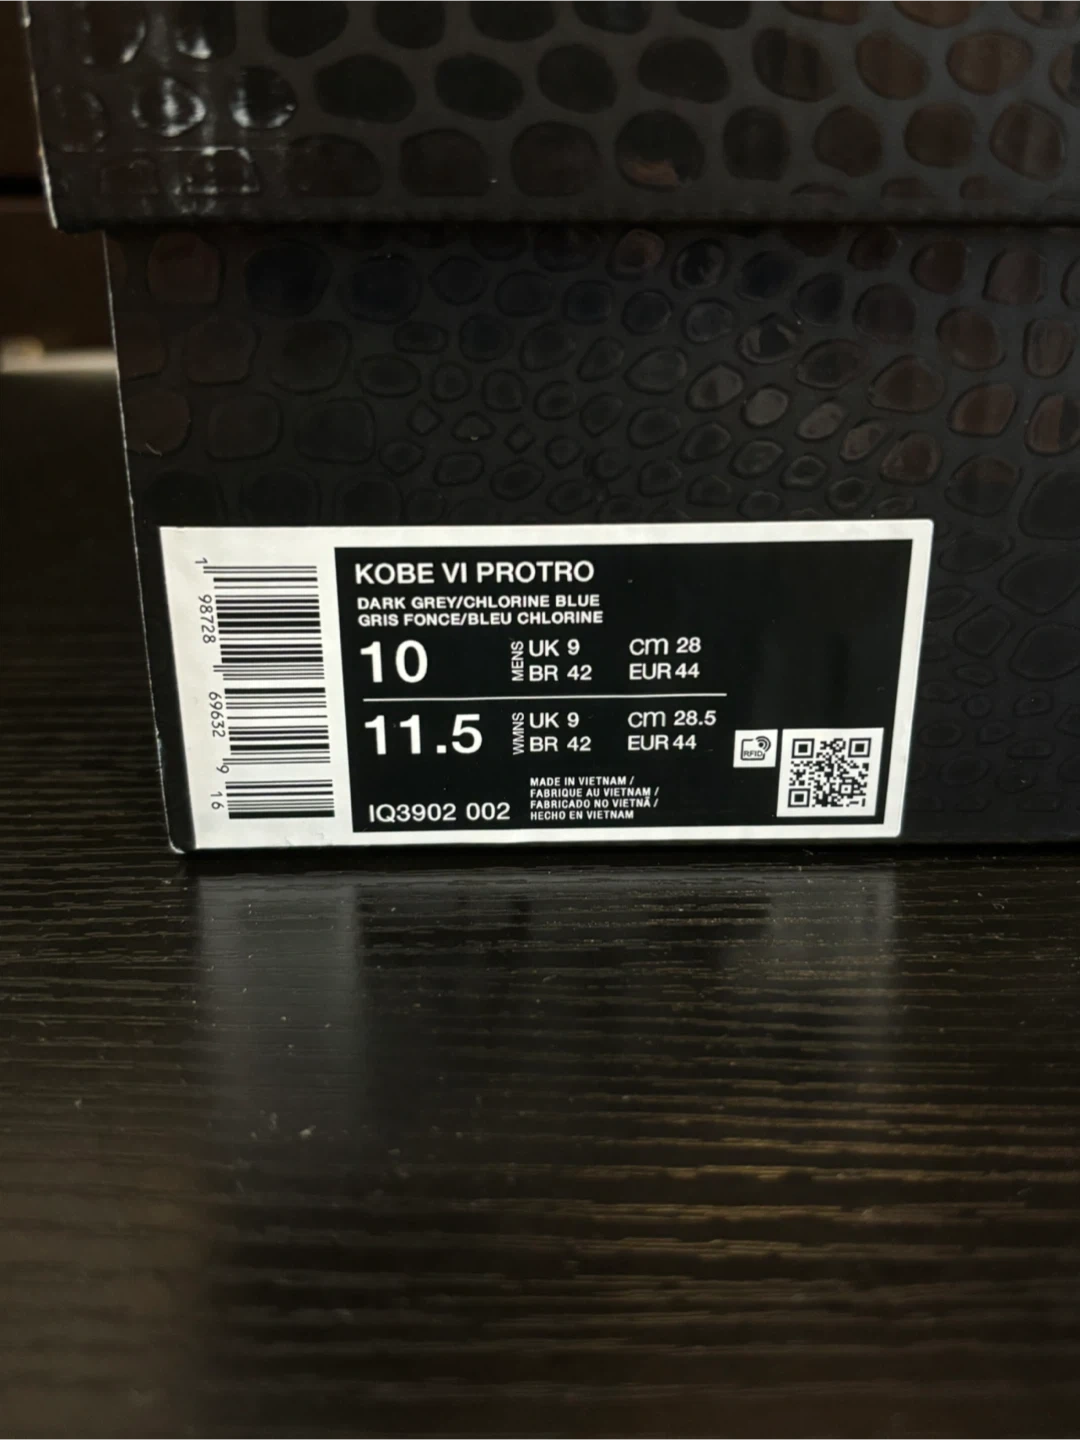 KOBE VI PROTRO
DARK GREY/CHLORINE BLUE
GRIS FONCE/BLEU CHLORINE
10 MENS UK 9 cm 28
BR 42 EUR 44
11.5 WMNS UK 9 cm 28.5
BR 42 EUR 44
RFID
MADE IN VIETNAM /
FABRIQUE AU VIETNAM /
FABRICADO NO VIETNÃ /
HECHO EN VIETNAM
IQ3902 002
1 98728 69632 9 16